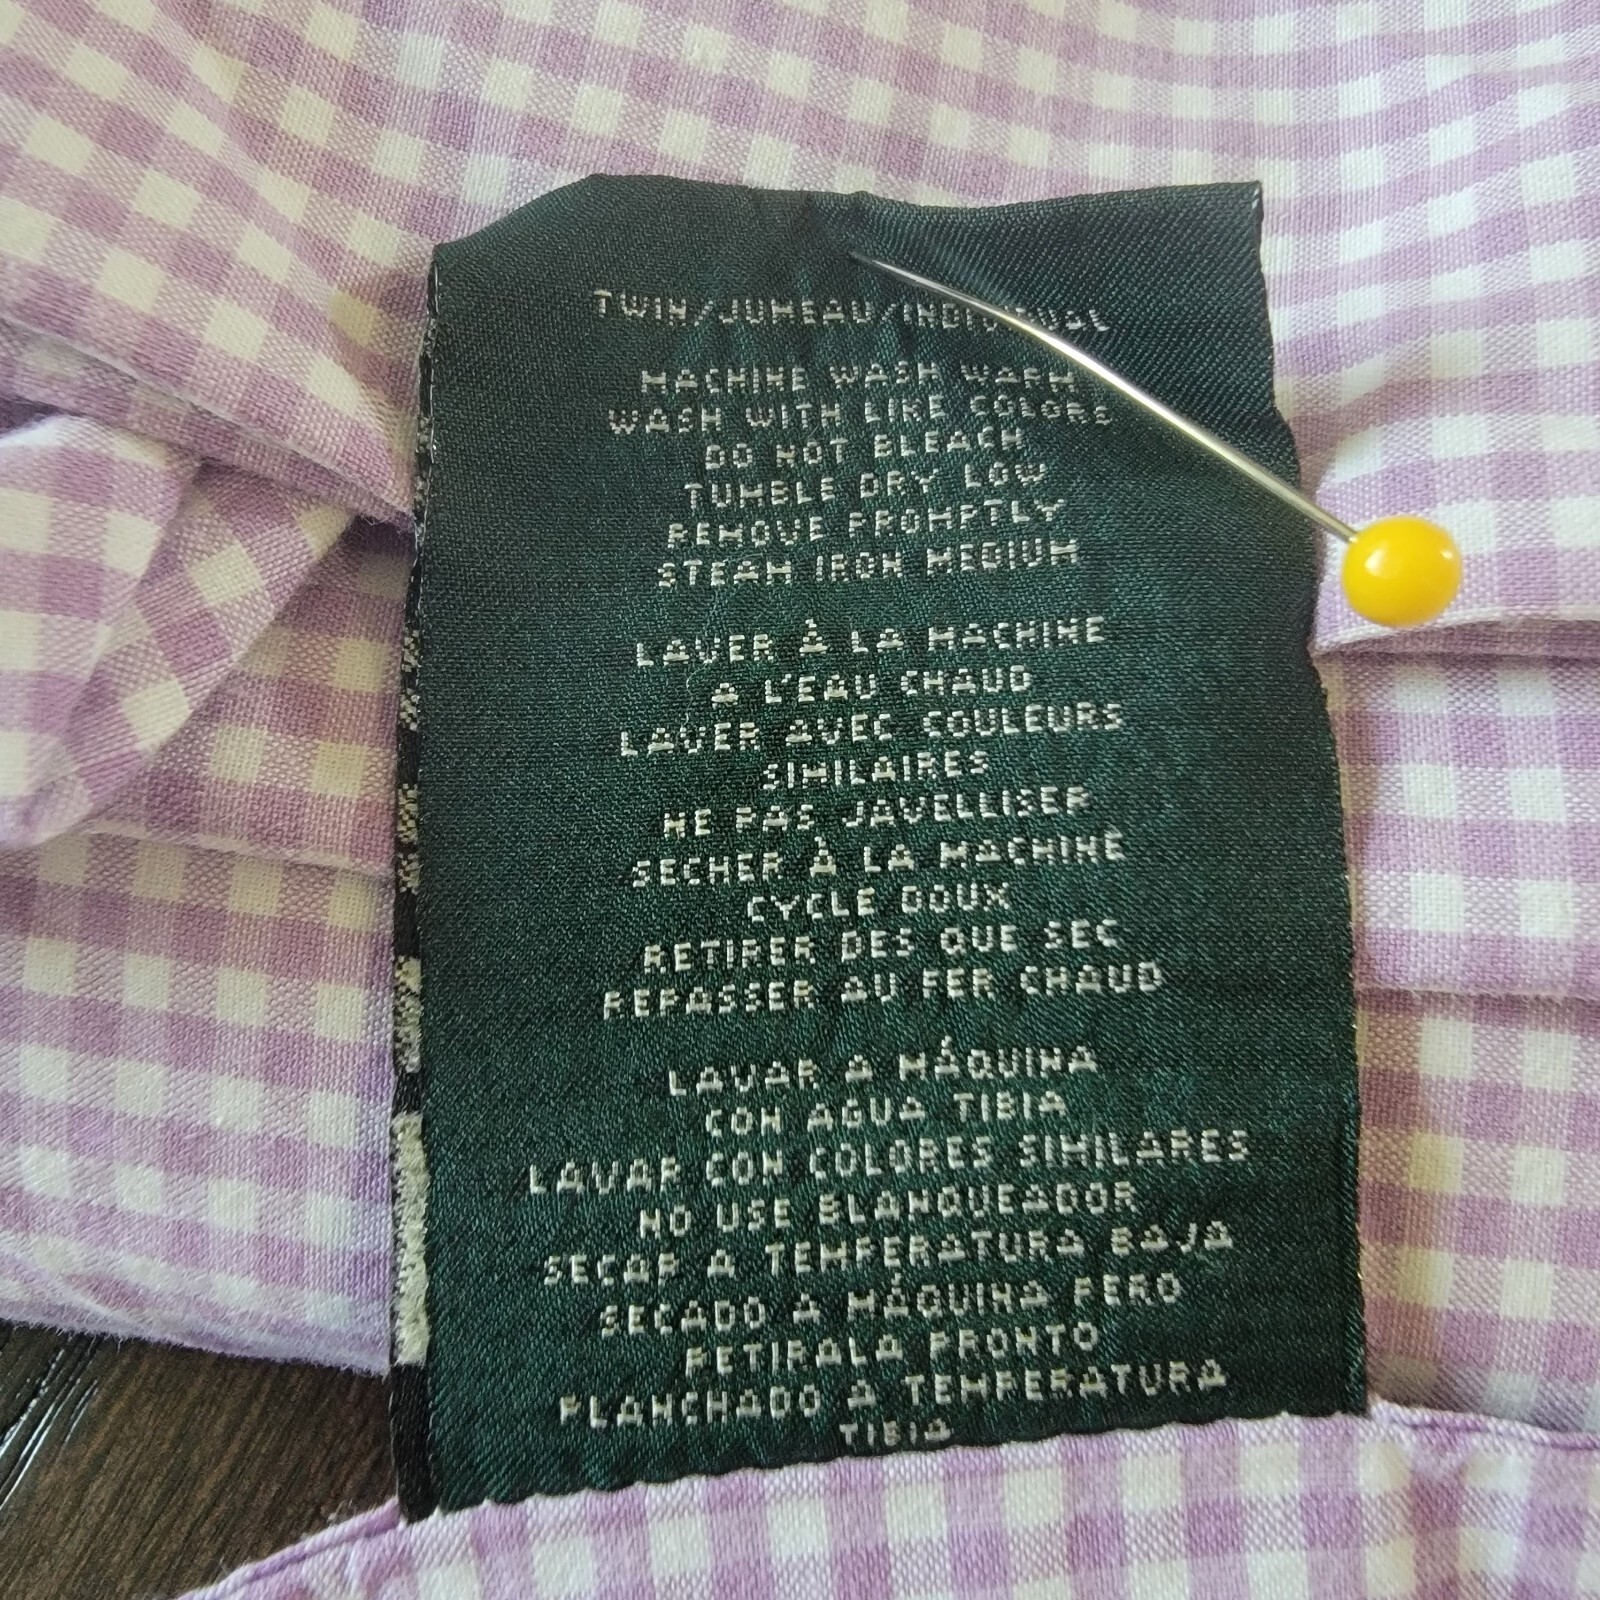 TWIN/JUMEAU/INDIVIDUAL
MACHINE WASH WARM
WASH WITH LIKE COLORS
DO NOT BLEACH
TUMBLE DRY LOW
REMOVE PROMPTLY
STEAM IRON MEDIUM
LAVER À LA MACHINE
A L'EAU CHAUD
LAVER AVEC COULEURS
SIMILAIRES
NE PAS JAVELLISER
SECHER À LA MACHINE
CYCLE DOUX
RETIRER DES QUE SEC
REPASSER AU FER CHAUD
LAVAR A MÁQUINA
CON AGUA TIBIA
LAVAR CON COLORES SIMILARES
NO USE BLANQUEADOR
SECAR A TEMPERATURA BAJA
SECADO A MÁQUINA PERO
RETIRALA PRONTO
PLANCHADO A TEMPERATURA
TIBIA